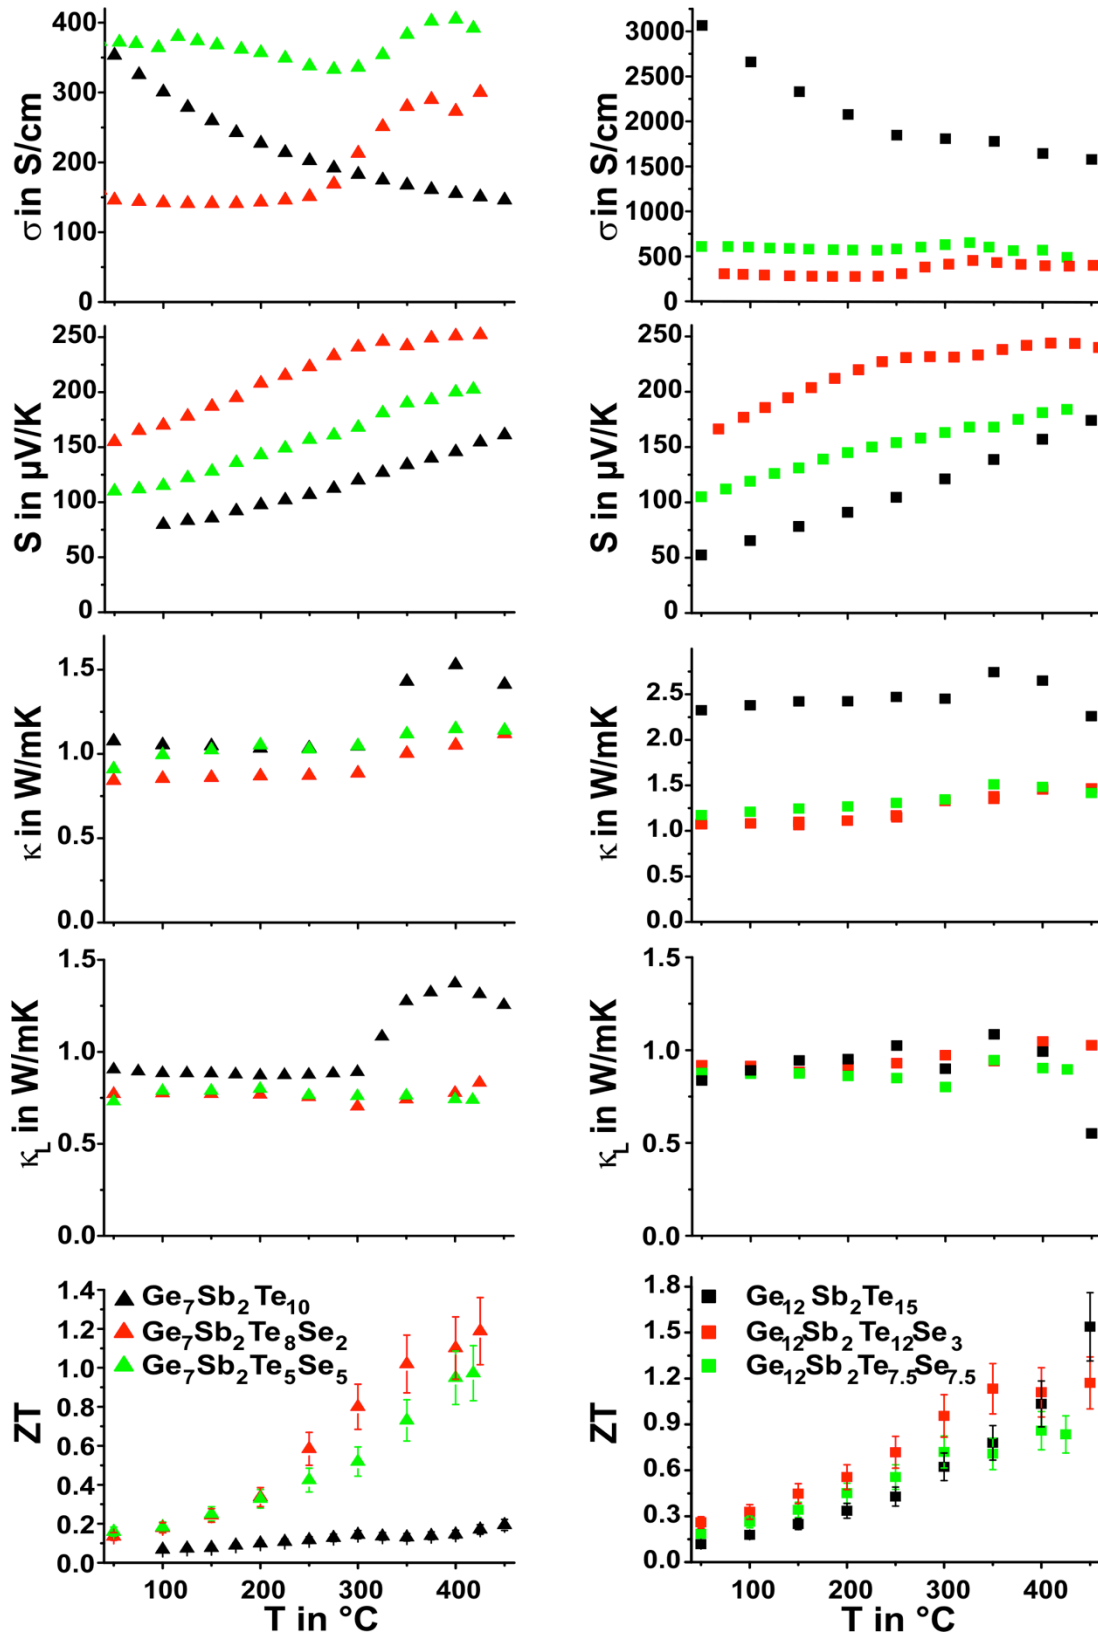 400
300
200
100
0
σ in S/cm
3000
2500
2000
1500
1000
500
0
σ in S/cm
250
200
150
100
50
0
S in µV/K
250
200
150
100
50
0
S in µV/K
1.5
1.0
0.5
0.0
κ in W/mK
2.5
2.0
1.5
1.0
0.5
0.0
κ in W/mK
1.5
1.0
0.5
0.0
κL in W/mK
1.5
1.0
0.5
0.0
κL in W/mK
1.4
1.2
1.0
0.8
0.6
0.4
0.2
0.0
ZT
Ge7Sb2Te10
Ge7Sb2Te8Se2
Ge7Sb2Te5Se5
100 200 300 400
T in °C
1.8
1.5
1.2
0.9
0.6
0.3
0.0
ZT
Ge12Sb2Te15
Ge12Sb2Te12Se3
Ge12Sb2Te7.5Se7.5
100 200 300 400
T in °C